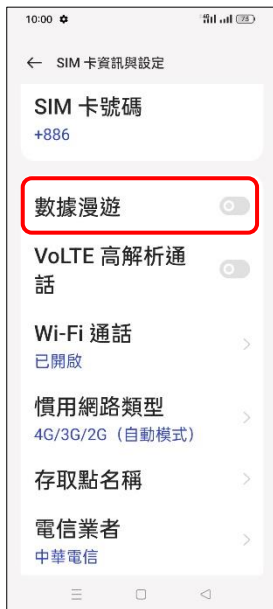 10:00
73
← SIM 卡資訊與設定
SIM 卡號碼
+886
數據漫遊
VoLTE 高解析通
話
Wi-Fi 通話
已開啟
慣用網路類型
4G/3G/2G（自動模式）
存取點名稱
電信業者
中華電信